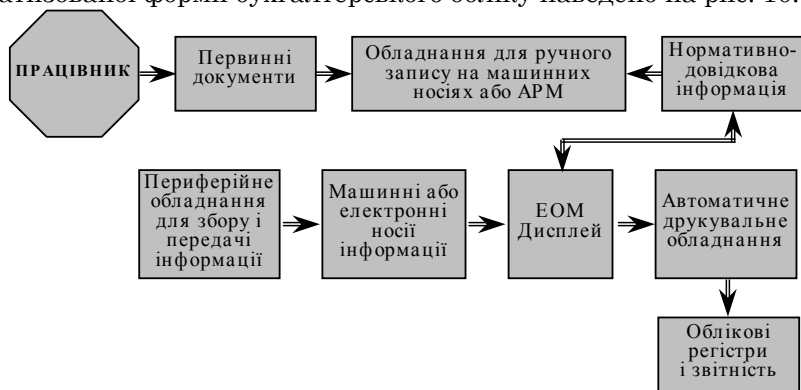 атизованої форми бухгалтерського обліку наведено на рис. 10.
ПРАЦІВНИК
Первинні
документи
Обладнання для ручного
запису на машинних
носіях або АРМ
Нормативно-
довідкова
інформація
Периферійне
обладнання
для збору і
передачі
інформації
Машинні або
електронні
носії
інформації
ЕОМ
Дисплей
Автоматичне
друкувальне
обладнання
Облікові
регістри
і звітність